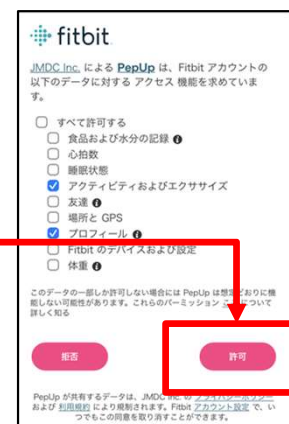 fitbit
JMDC Inc. による PepUp は、Fitbit アカウントの
以下のデータに対する アクセス 機能を求めていま
す。
すべて許可する
食品および水分の記録
心拍数
睡眠状態
アクティビティおよびエクササイズ
友達
場所と GPS
プロフィール
Fitbit のデバイスおよび設定
体重
このデータの一部しか許可しない場合には PepUp は想定どおりに機
能しない可能性があります。これらのパーミッション について
詳しく知る
拒否
許可
PepUp が共有するデータは、JMDC Inc. の プライバシーポリシー
および 利用規約 により規制されます。Fitbit アカウント設定 で、い
つでもこの同意を取り消すことができます。